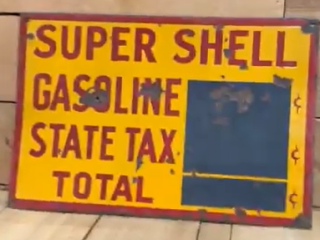 SUPER SHELL
GASOLINE ¢
STATE TAX ¢
TOTAL ¢